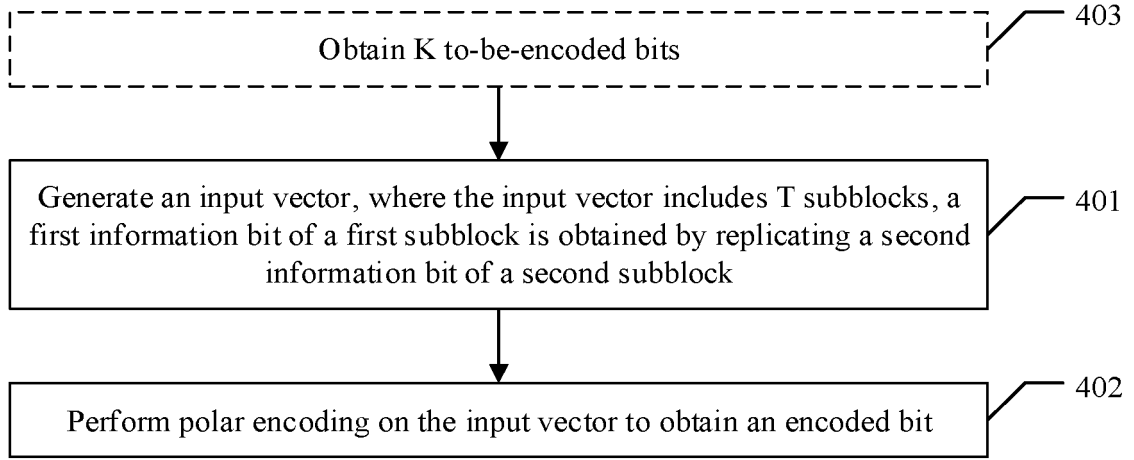 403
Obtain K to-be-encoded bits
Generate an input vector, where the input vector includes T subblocks, a
401
first information bit of a first subblock is obtained by replicating a second
information bit of a second subblock
402
Perform polar encoding on the input vector to obtain an encoded bit